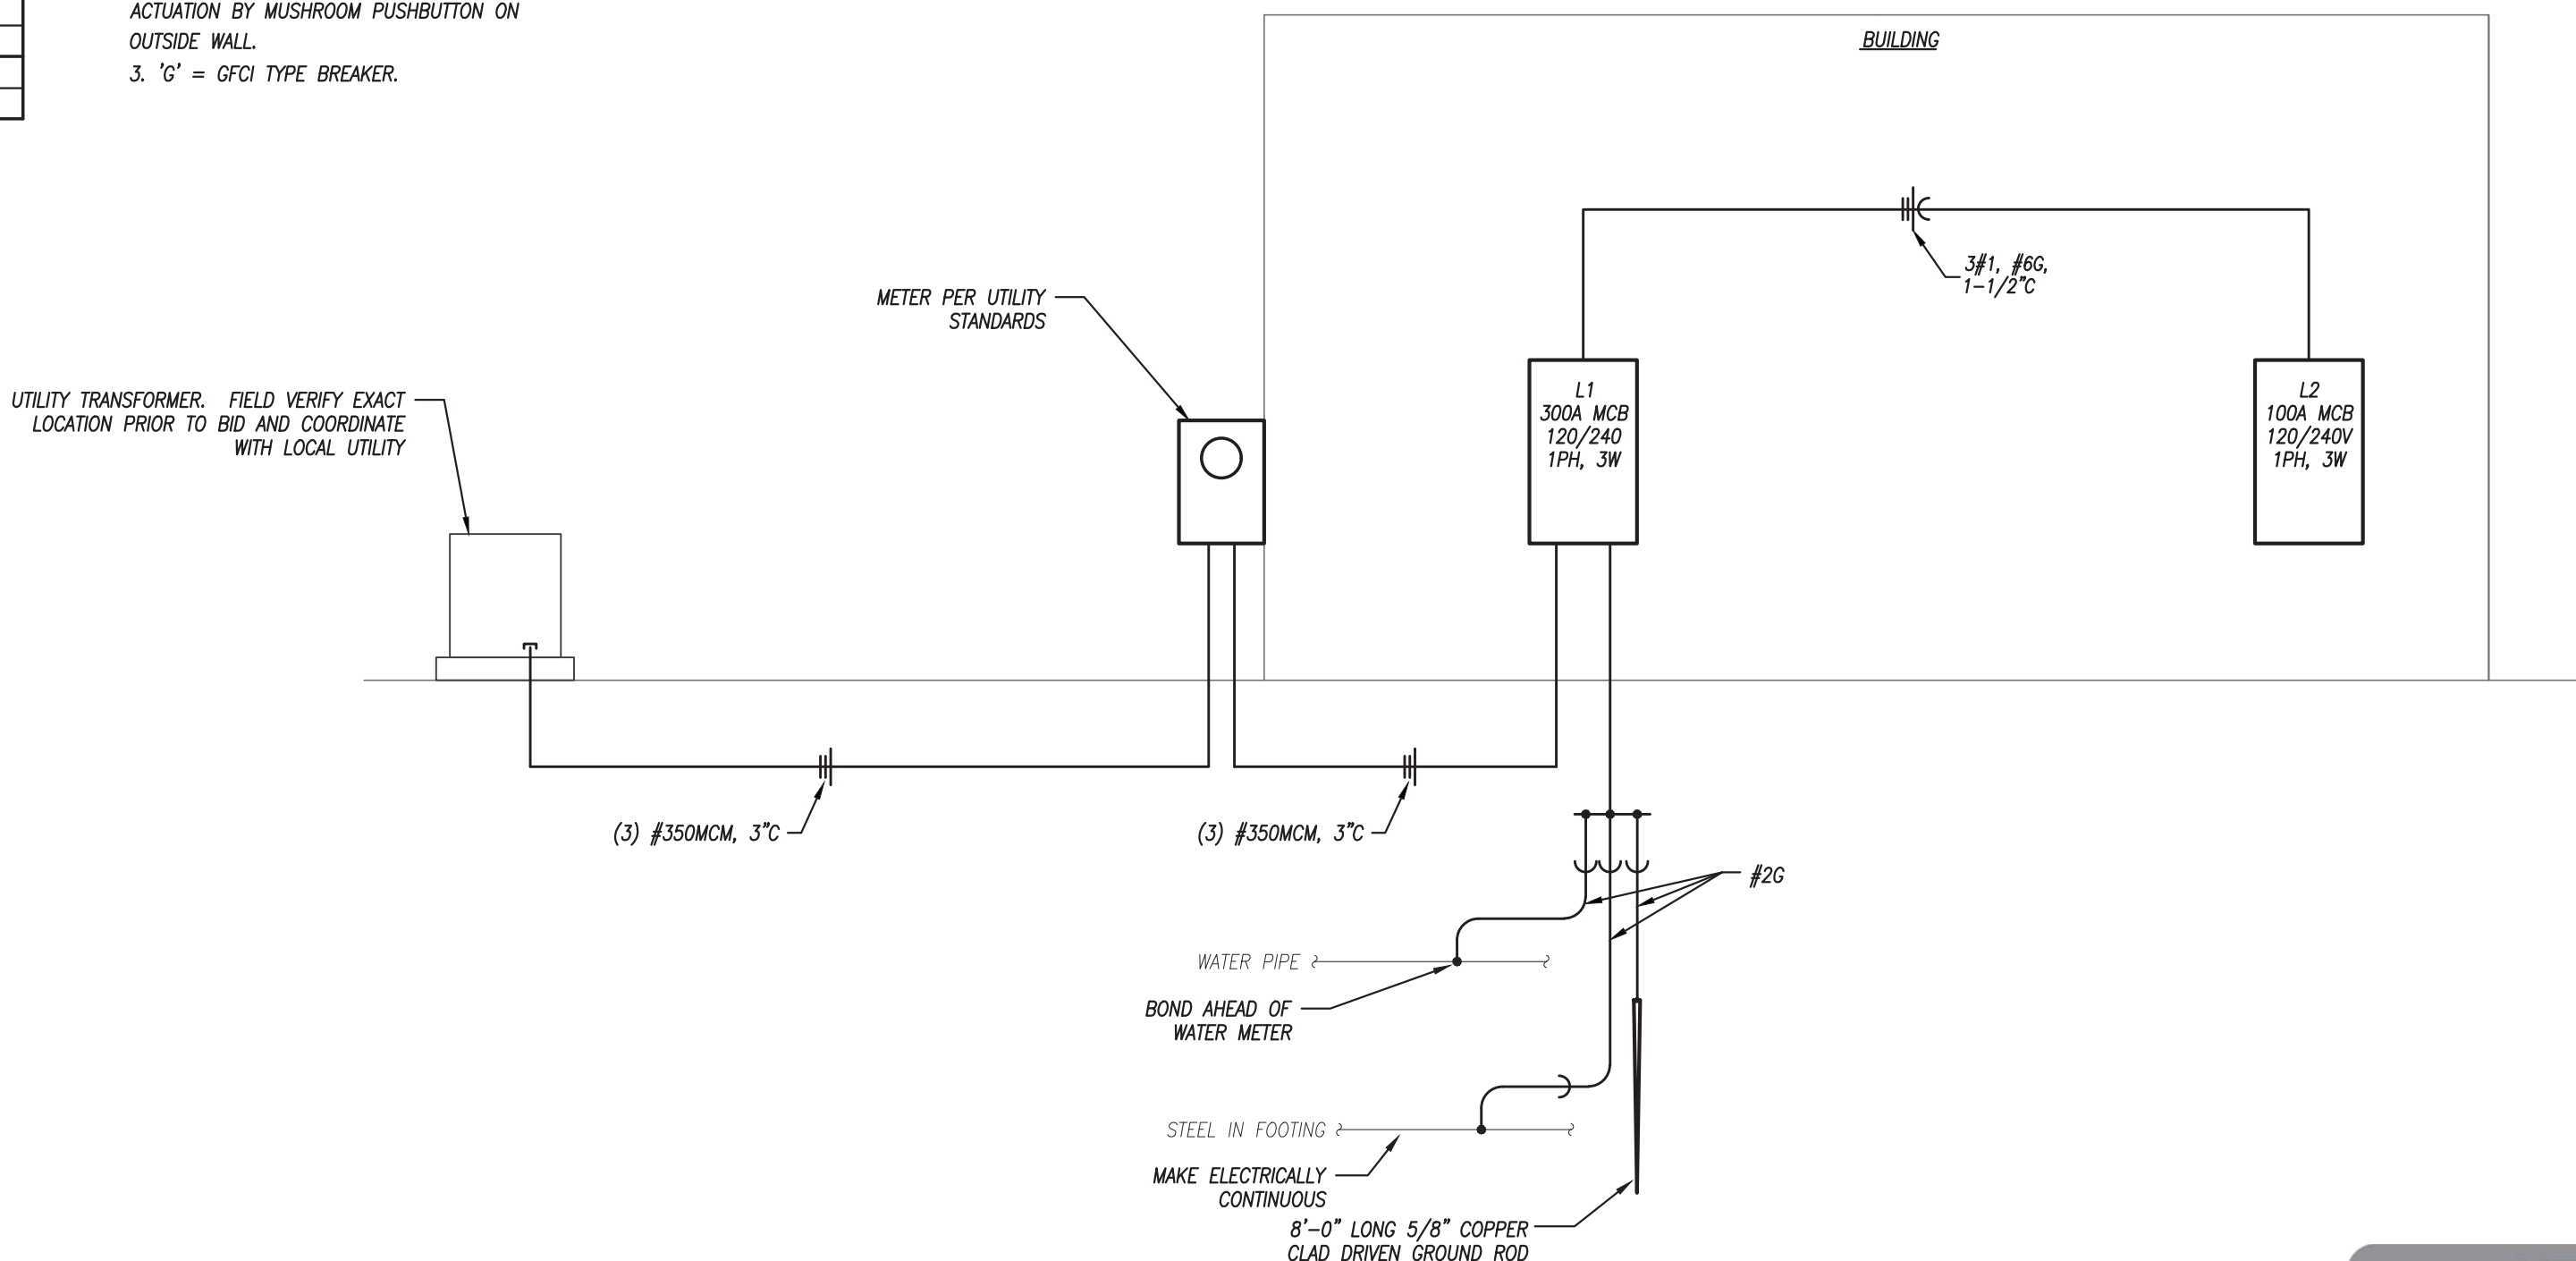 ACTUATION BY MUSHROOM PUSHBUTTON ON
OUTSIDE WALL.
3. 'G' = GFCI TYPE BREAKER.
BUILDING
3#1, #6G,
1-1/2"C
METER PER UTILITY
STANDARDS
UTILITY TRANSFORMER. FIELD VERIFY EXACT
LOCATION PRIOR TO BID AND COORDINATE
WITH LOCAL UTILITY
L1
300A MCB
120/240
1PH, 3W
L2
100A MCB
120/240V
1PH, 3W
(3) #350MCM, 3"C
(3) #350MCM, 3"C
#2G
WATER PIPE
BOND AHEAD OF
WATER METER
STEEL IN FOOTING
MAKE ELECTRICALLY
CONTINUOUS
8'-0" LONG 5/8" COPPER
CLAD DRIVEN GROUND ROD